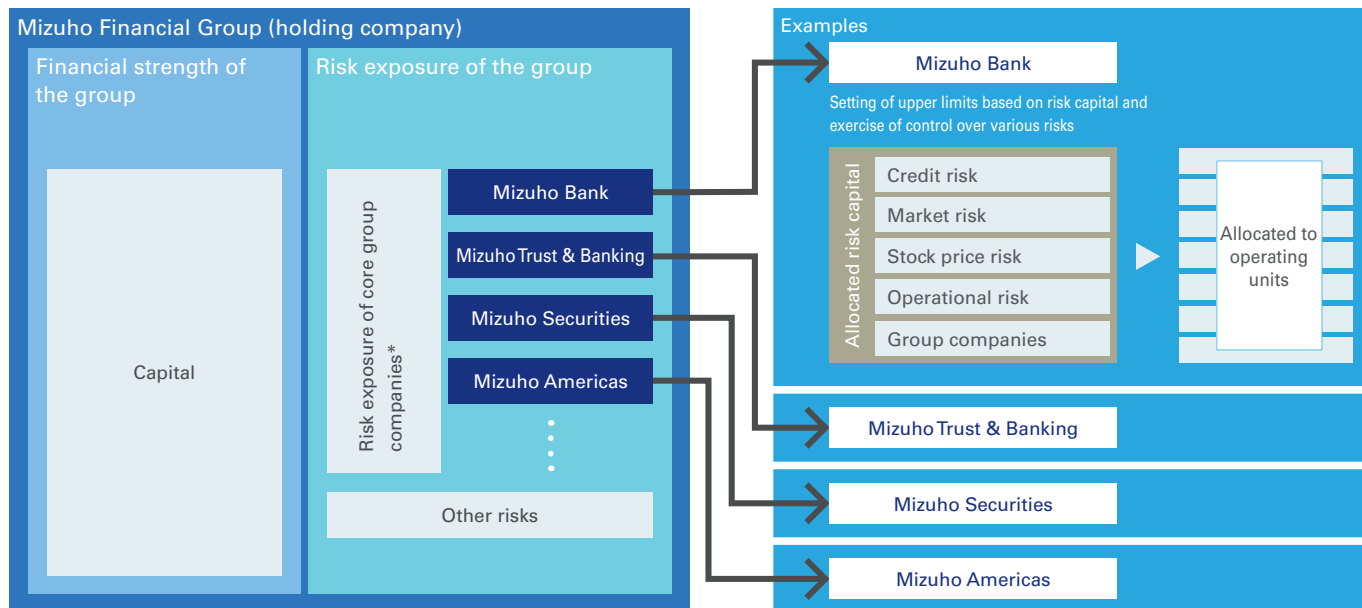 Mizuho Financial Group (holding company)
Financial strength of
the group
Capital
Risk exposure of the group
Risk exposure of core group
companies*
Mizuho Bank
Mizuho Trust & Banking
Mizuho Securities
Mizuho Americas
Other risks
Examples
Mizuho Bank
Setting of upper limits based on risk capital and
exercise of control over various risks
Allocated risk capital
Credit risk
Market risk
Stock price risk
Operational risk
Group companies
Allocated to
operating
units
Mizuho Trust & Banking
Mizuho Securities
Mizuho Americas